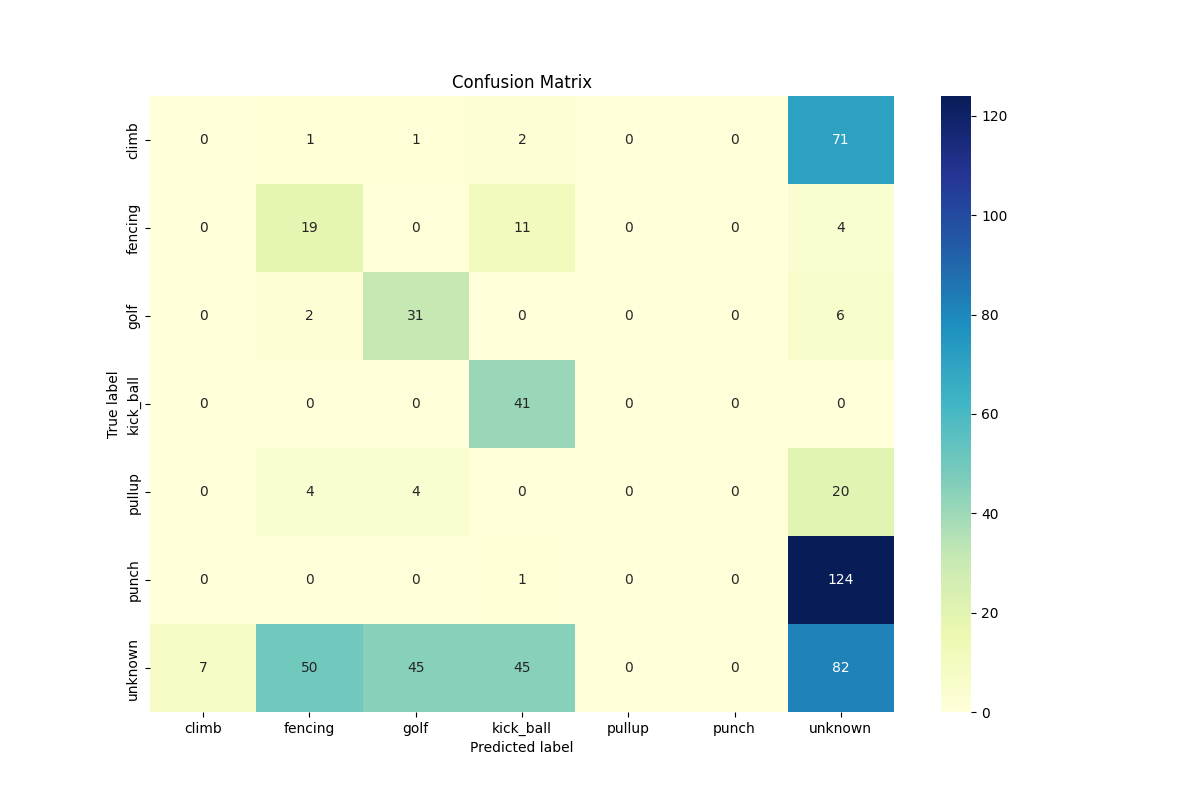 Confusion Matrix
climb 0 1 1 2 0 0 71
fencing 0 19 0 11 0 0 4
golf 0 2 31 0 0 0 6
kick_ball 0 0 0 41 0 0 0
pullup 0 4 4 0 0 0 20
punch 0 0 0 1 0 0 124
unknown 7 50 45 45 0 0 82
True label
climb fencing golf kick_ball pullup punch unknown
Predicted label
120
100
80
60
40
20
0